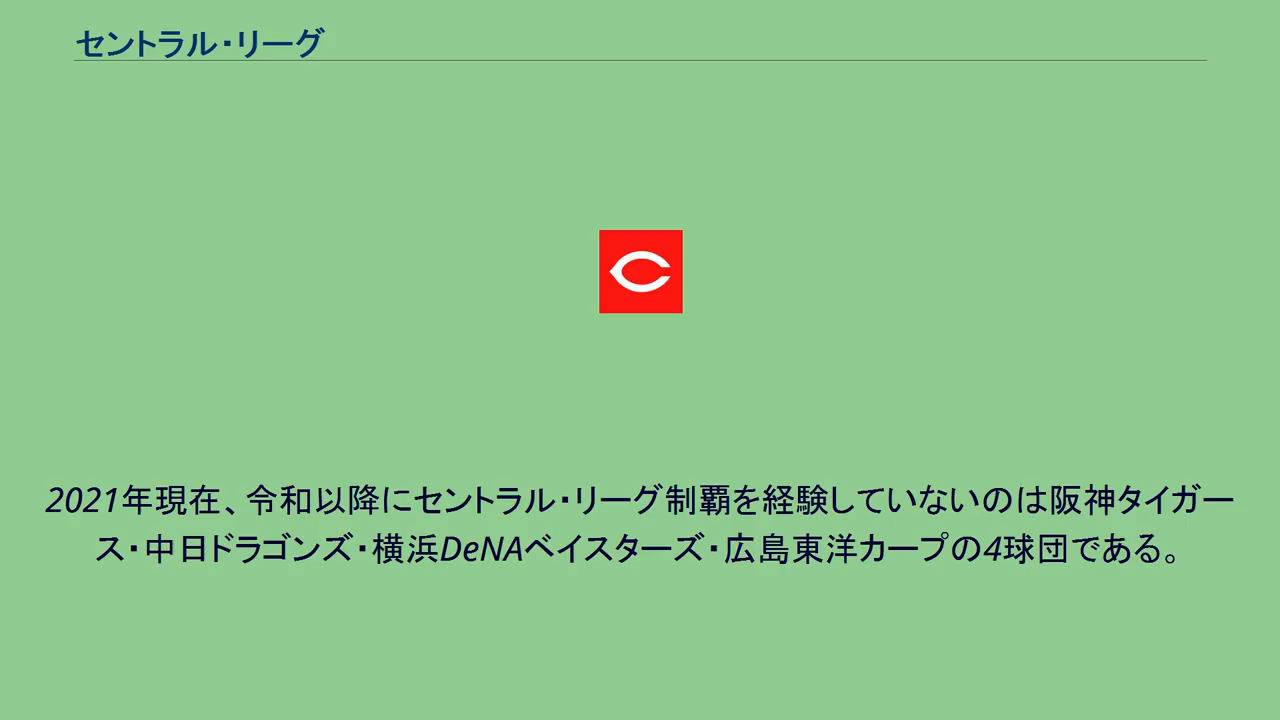 セントラル・リーグ
C
2021年現在、令和以降にセントラル・リーグ制覇を経験していないのは阪神タイガー
ス・中日ドラゴンズ・横浜DeNAベイスターズ・広島東洋カープの4球団である。